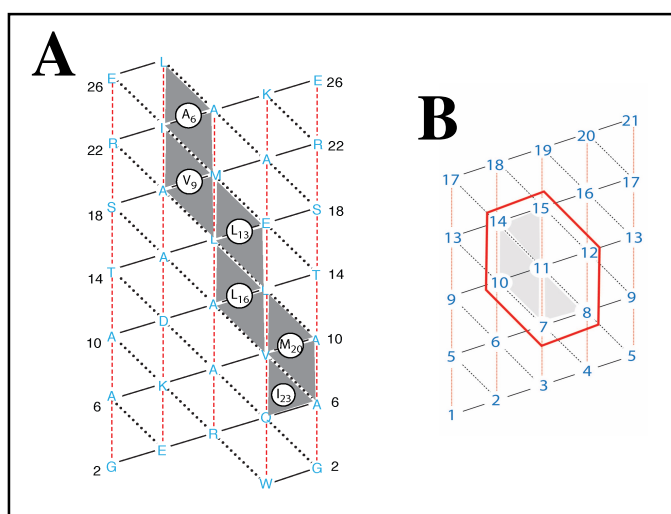 A
26 E L
A6
22 R I A K E 26
V9
18 S A M A R 22
L13
14 T A L E S 18
L16
10 A D A L T 14
M20
6 A K A V A 10
I23
2 G E R Q A 6
W G 2
B
17 18 19 20 21
13 14 15 16 17
9 10 11 12 13
5 6 7 8 9
1 2 3 4 5